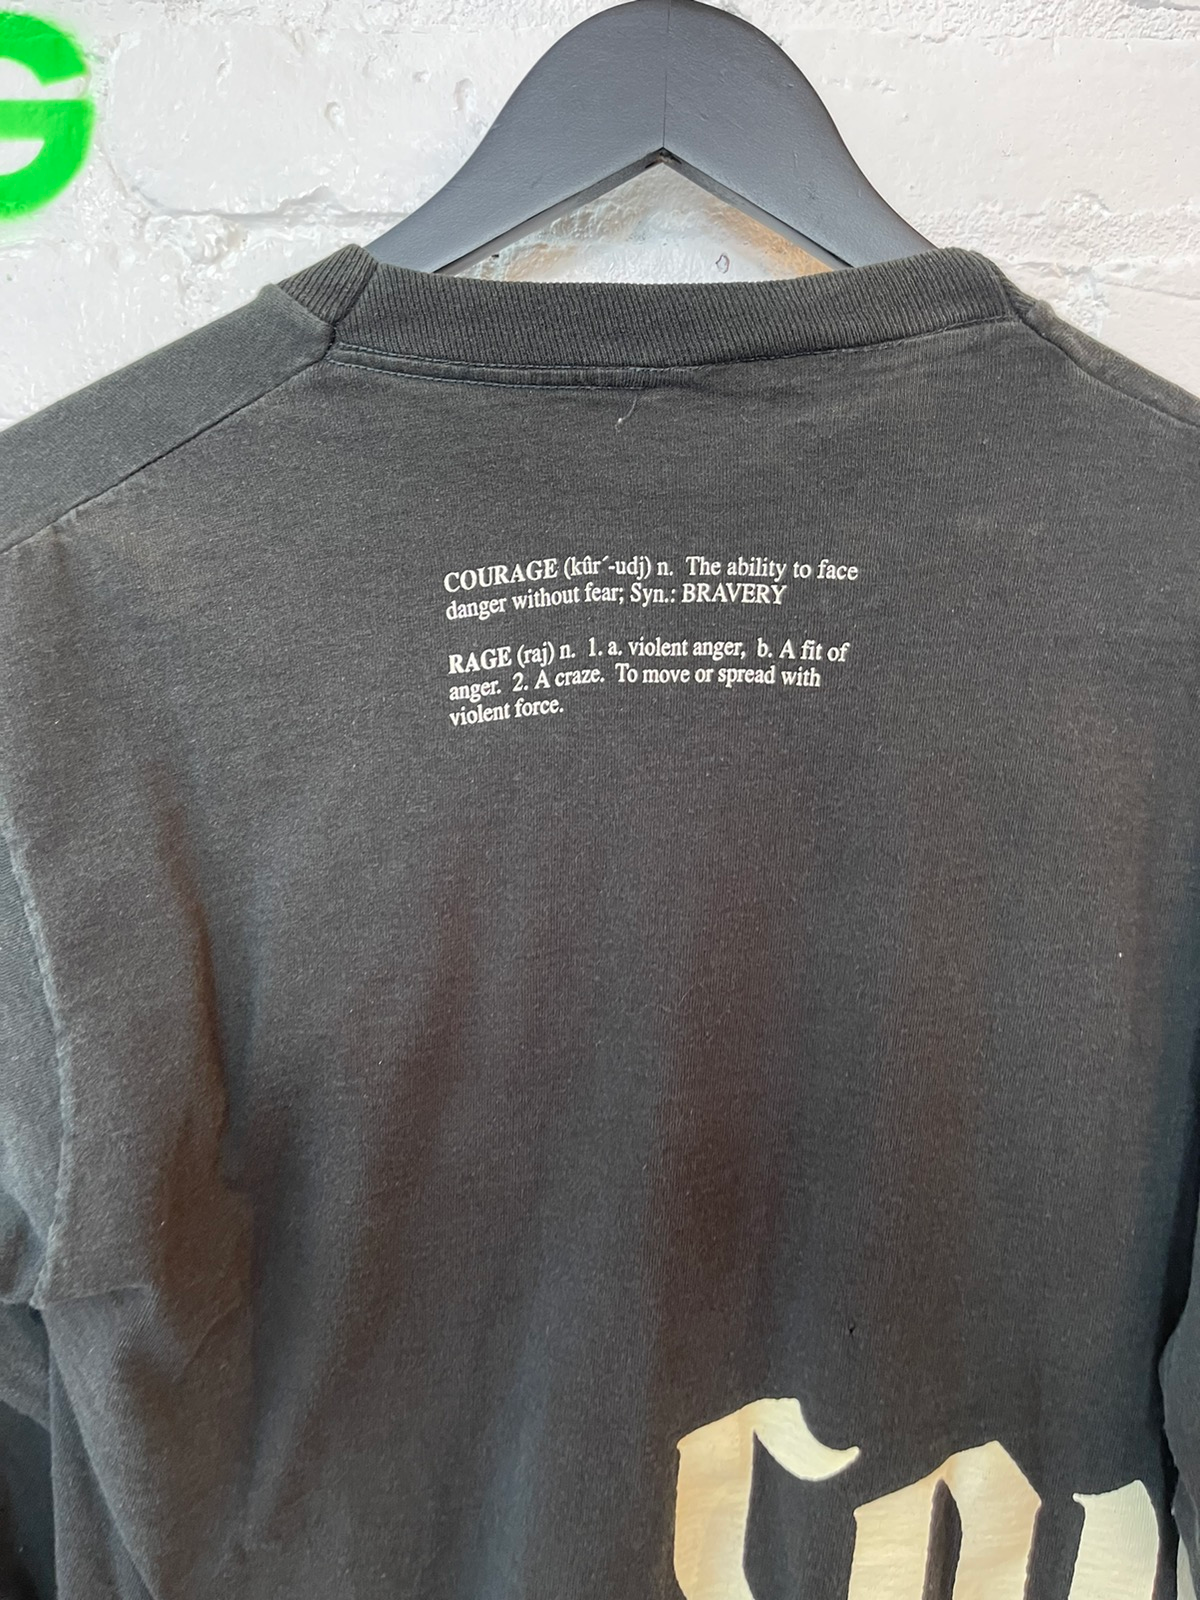 G
COURAGE (kûr´-udj) n. The ability to face
danger without fear; Syn.: BRAVERY
RAGE (raj) n. 1. a. violent anger, b. A fit of
anger. 2. A craze. To move or spread with
violent force.
Cou